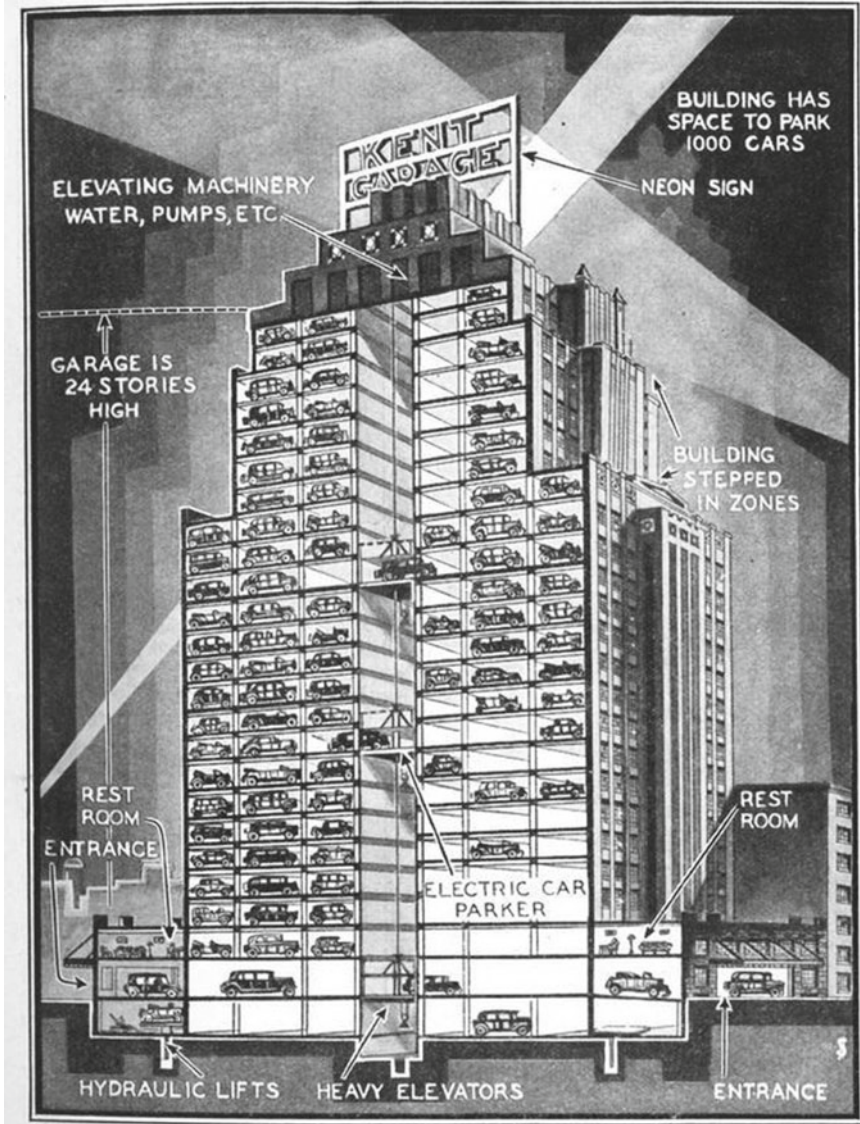 BUILDING HAS
SPACE TO PARK
1000 CARS
KENT
GARAGE
NEON SIGN
ELEVATING MACHINERY
WATER, PUMPS, ETC.
GARAGE IS
24 STORIES
HIGH
BUILDING
STEPPED
IN ZONES
REST
ROOM
ENTRANCE
REST
ROOM
ELECTRIC CAR
PARKER
HYDRAULIC LIFTS
HEAVY ELEVATORS
ENTRANCE